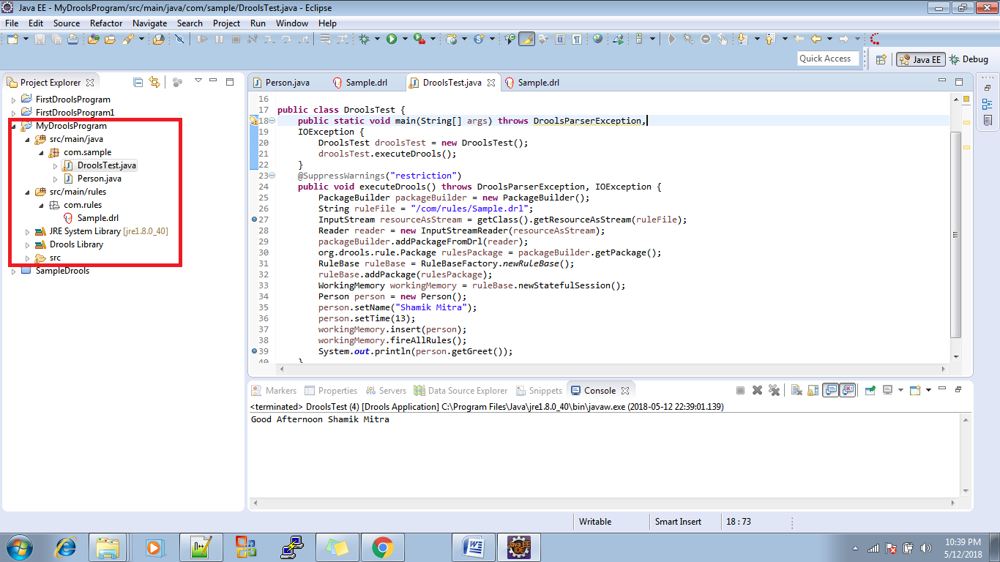 Java EE - MyDroolsProgram/src/main/java/com/sample/DroolsTest.java - Eclipse
File Edit Source Refactor Navigate Search Project Run Window Help
Quick Access
Java EE
Debug
Project Explorer
FirstDroolsProgram
FirstDroolsProgram1
MyDroolsProgram
src/main/java
com.sample
DroolsTest.java
Person.java
src/main/rules
com.rules
Sample.drl
JRE System Library [jre1.8.0_40]
Drools Library
src
SampleDrools
Person.java Sample.drl DroolsTest.java Sample.drl
16
17 public class DroolsTest {
18 public static void main(String[] args) throws DroolsParserException,
19 IOException {
20 DroolsTest droolsTest = new DroolsTest();
21 droolsTest.executeDrools();
22 }
23 @SuppressWarnings("restriction")
24 public void executeDrools() throws DroolsParserException, IOException {
25 PackageBuilder packageBuilder = new PackageBuilder();
26 String ruleFile = "/com/rules/Sample.drl";
27 InputStream resourceAsStream = getClass().getResourceAsStream(ruleFile);
28 Reader reader = new InputStreamReader(resourceAsStream);
29 packageBuilder.addPackageFromDrl(reader);
30 org.drools.rule.Package rulesPackage = packageBuilder.getPackage();
31 RuleBase ruleBase = RuleBaseFactory.newRuleBase();
32 ruleBase.addPackage(rulesPackage);
33 WorkingMemory workingMemory = ruleBase.newStatefulSession();
34 Person person = new Person();
35 person.setName("Shamik Mitra");
36 person.setTime(13);
37 workingMemory.insert(person);
38 workingMemory.fireAllRules();
39 System.out.println(person.getGreet());
40 }
Markers Properties Servers Data Source Explorer Snippets Console
<terminated> DroolsTest (4) [Drools Application] C:\Program Files\Java\jre1.8.0_40\bin\javaw.exe (2018-05-12 22:39:01.139)
Good Afternoon Shamik Mitra
Writable Smart Insert 18 : 73
Java EE
IDE
10:39 PM
5/12/2018